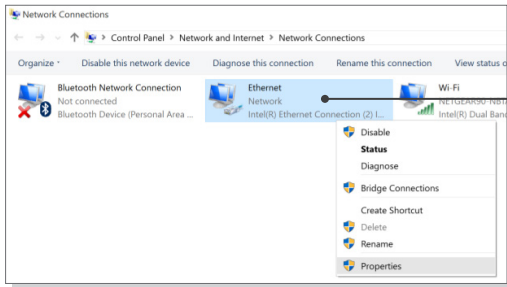 Network Connections
Control Panel > Network and Internet > Network Connections
Organize Disable this network device Diagnose this connection Rename this connection View status o
Bluetooth Network Connection
Not connected
Bluetooth Device (Personal Area ...
Ethernet
Network
Intel(R) Ethernet Connection (2) I...
Wi-Fi
Intel(R) Dual Band
Disable
Status
Diagnose
Bridge Connections
Create Shortcut
Delete
Rename
Properties